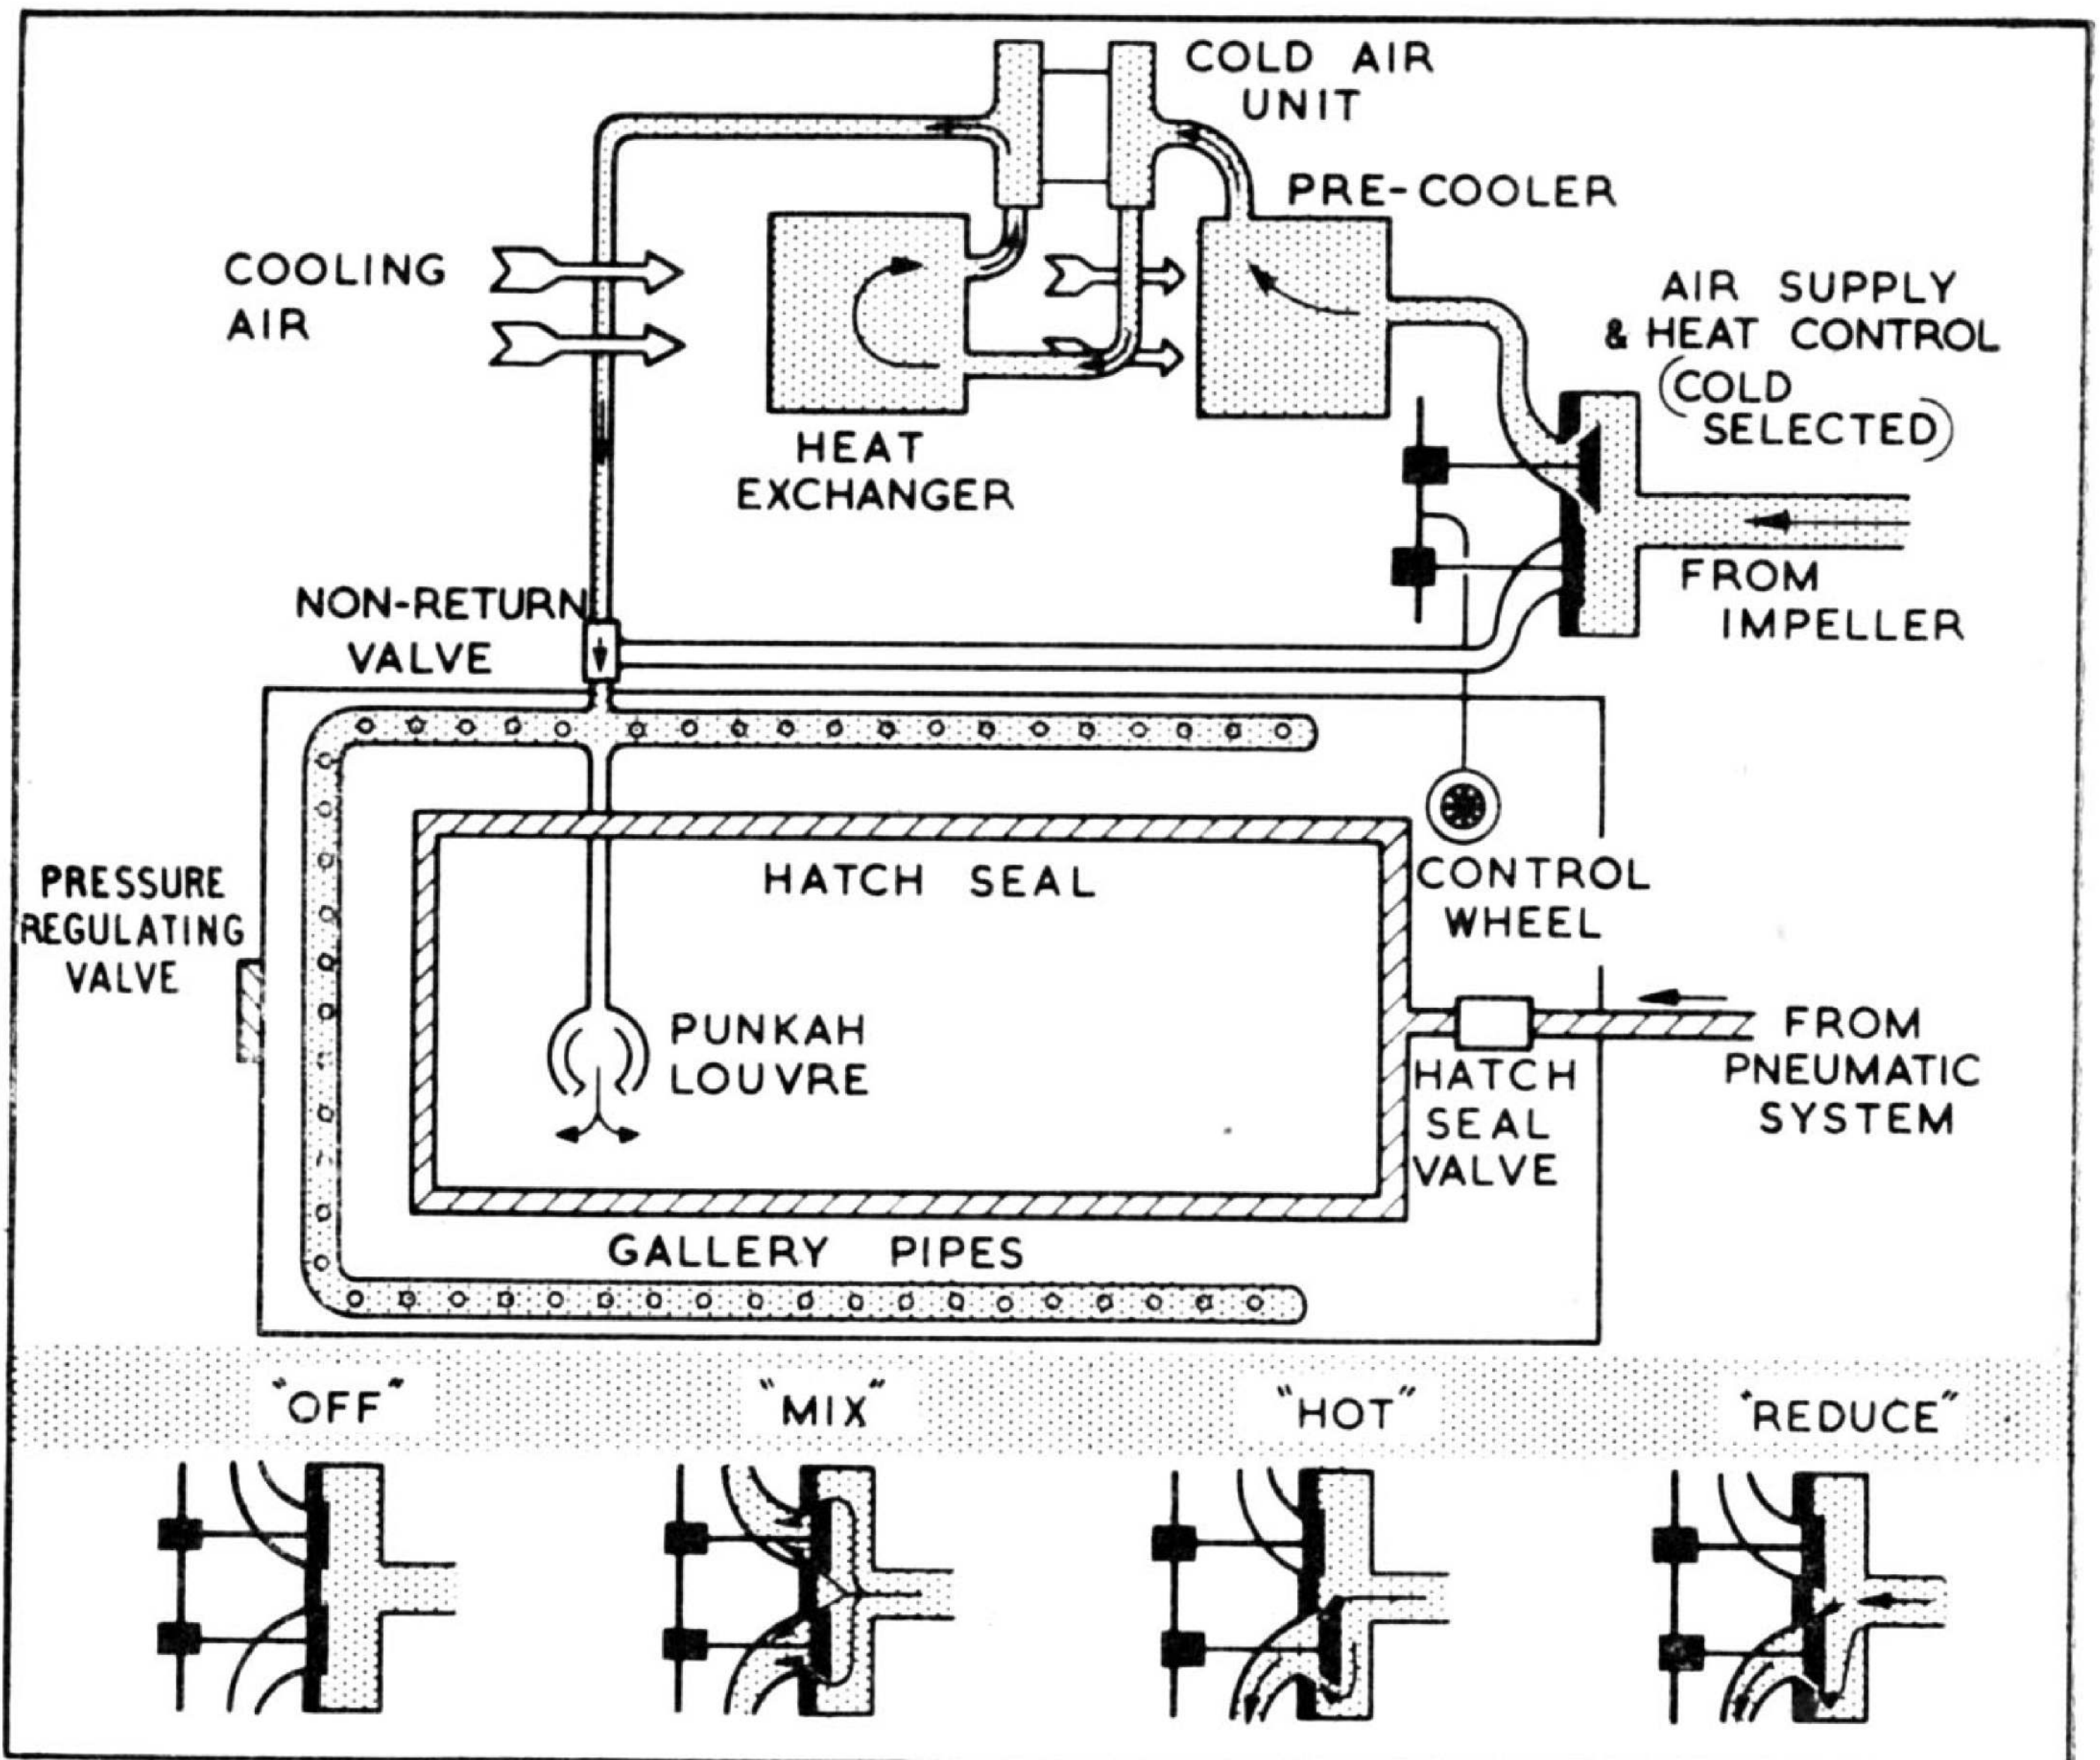 COLD AIR
UNIT
PRE-COOLER
COOLING
AIR
AIR SUPPLY
& HEAT CONTROL
(COLD
SELECTED)
HEAT
EXCHANGER
FROM
IMPELLER
NON-RETURN
VALVE
HATCH SEAL
CONTROL
WHEEL
PRESSURE
REGULATING
VALVE
PUNKAH
LOUVRE
FROM
PNEUMATIC
SYSTEM
HATCH
SEAL
VALVE
GALLERY PIPES
"OFF"
"MIX"
"HOT"
"REDUCE"